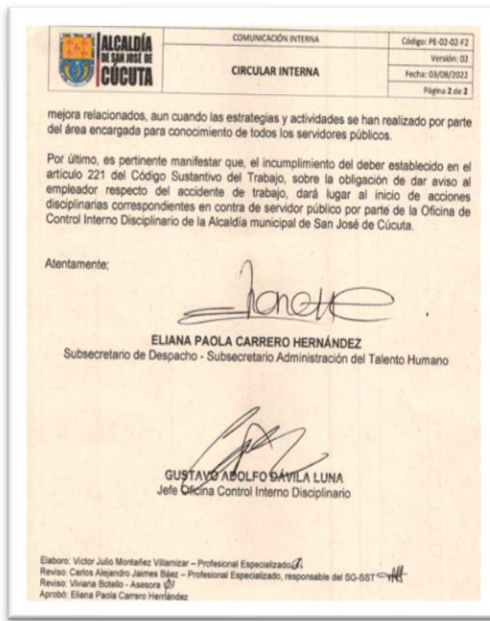 ALCALDÍA
DE SAN JOSÉ DE
CÚCUTA
COMUNICACIÓN INTERNA
CIRCULAR INTERNA
Código: PE-02-02-F2
Versión: 02
Fecha: 03/08/2022
Página 2 de 2
mejora relacionados, aun cuando las estrategias y actividades se han realizado por parte
del área encargada para conocimiento de todos los servidores públicos.
Por último, es pertinente manifestar que, el incumplimiento del deber establecido en el
artículo 221 del Código Sustantivo del Trabajo, sobre la obligación de dar aviso al
empleador respecto del accidente de trabajo, dará lugar al inicio de acciones
disciplinarias correspondientes en contra de servidor público por parte de la Oficina de
Control Interno Disciplinario de la Alcaldía municipal de San José de Cúcuta.
Atentamente;
ELIANA PAOLA CARRERO HERNÁNDEZ
Subsecretario de Despacho - Subsecretario Administración del Talento Humano
GUSTAVO ADOLFO DÁVILA LUNA
Jefe Oficina Control Interno Disciplinario
Elaboro: Victor Julio Montañez Villamizar – Profesional Especializado
Reviso: Carlos Alejandro Jaimes Báez – Profesional Especializado, responsable del SG-SST
Reviso: Viviana Botello - Asesora
Aprobó: Eliana Paola Carrero Hernández